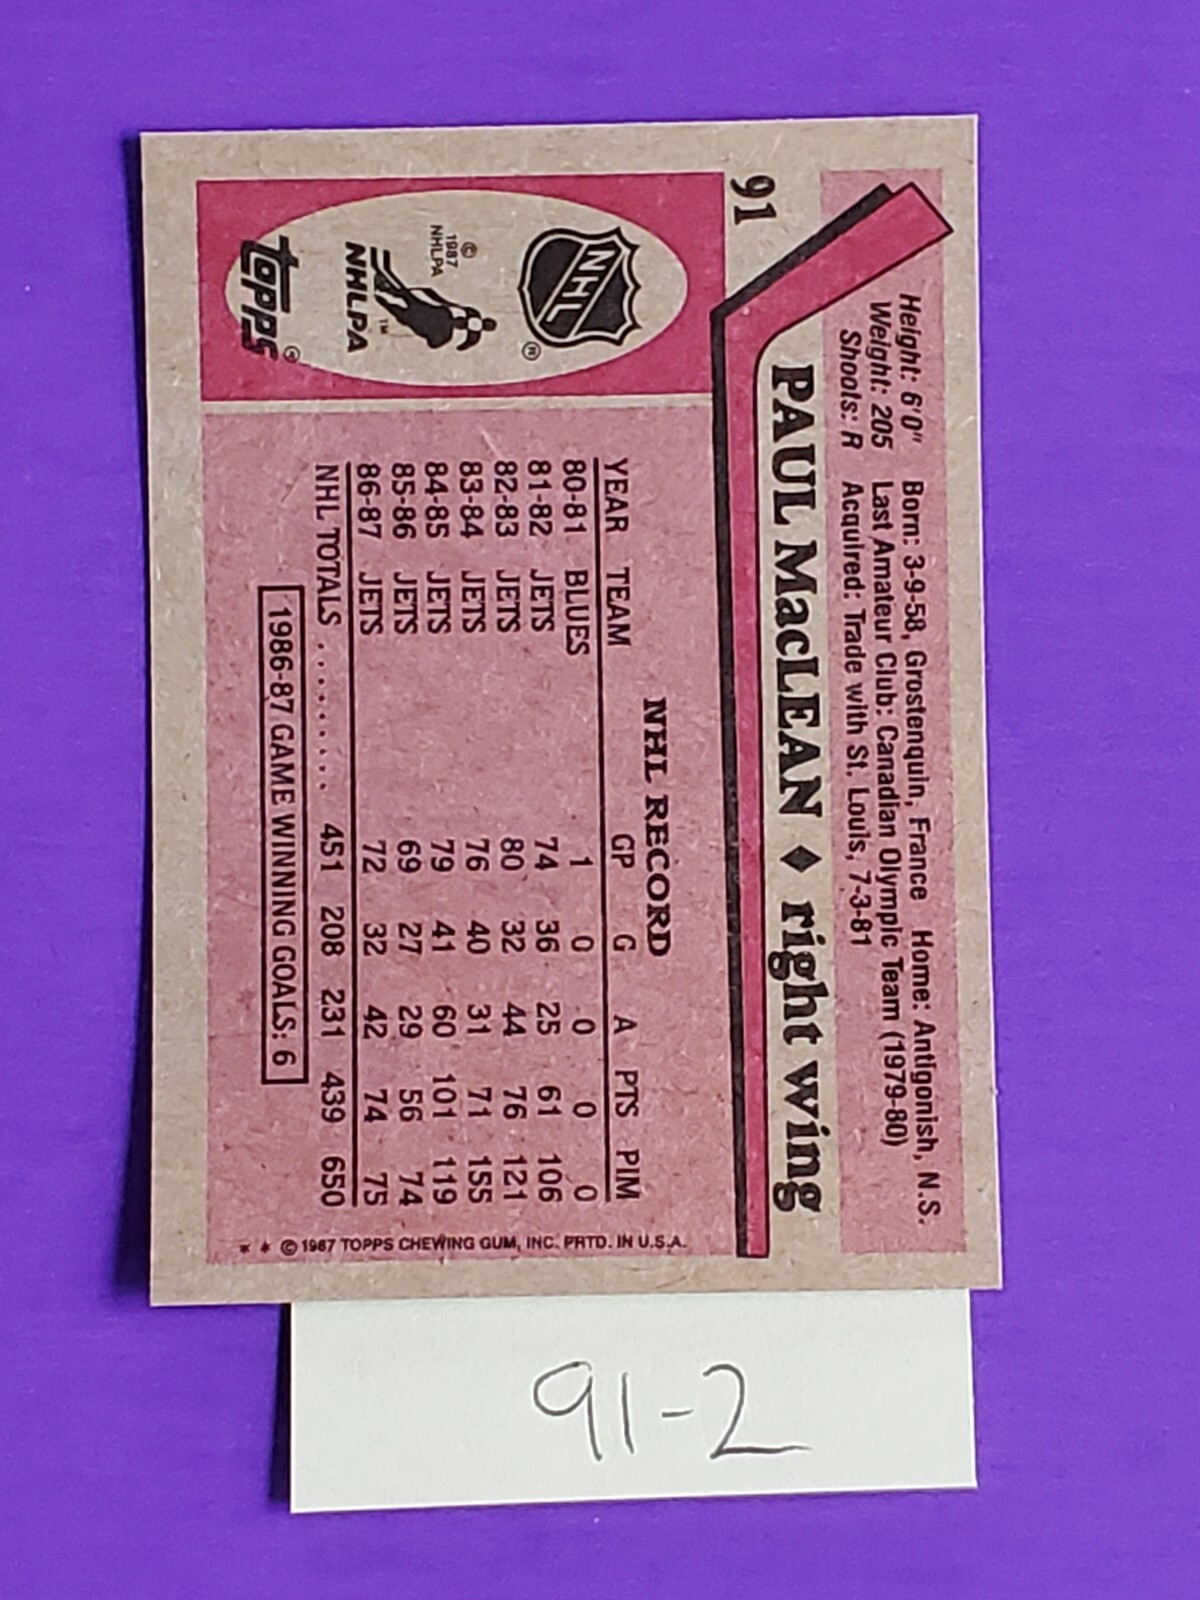 91
Height: 6'0" Born: 3-9-58, Grostenquin, France Home: Antigonish, N.S.
Weight: 205 Last Amateur Club: Canadian Olympic Team (1979-80)
Shoots: R Acquired: Trade with St. Louis, 7-3-81
PAUL MacLEAN ♦ right wing
NHL ®
© 1987 NHLPA
NHLPA ™
TOPPS ®
NHL RECORD
YEAR TEAM GP G A PTS PIM
80-81 BLUES 1 0 0 0 0
81-82 JETS 74 36 25 61 106
82-83 JETS 80 32 44 76 121
83-84 JETS 76 40 31 71 155
84-85 JETS 79 41 60 101 119
85-86 JETS 69 27 29 56 74
86-87 JETS 72 32 42 74 75
NHL TOTALS ......... 451 208 231 439 650
1986-87 GAME WINNING GOALS: 6
* * © 1987 TOPPS CHEWING GUM, INC. PRTD. IN U.S.A.
91-2